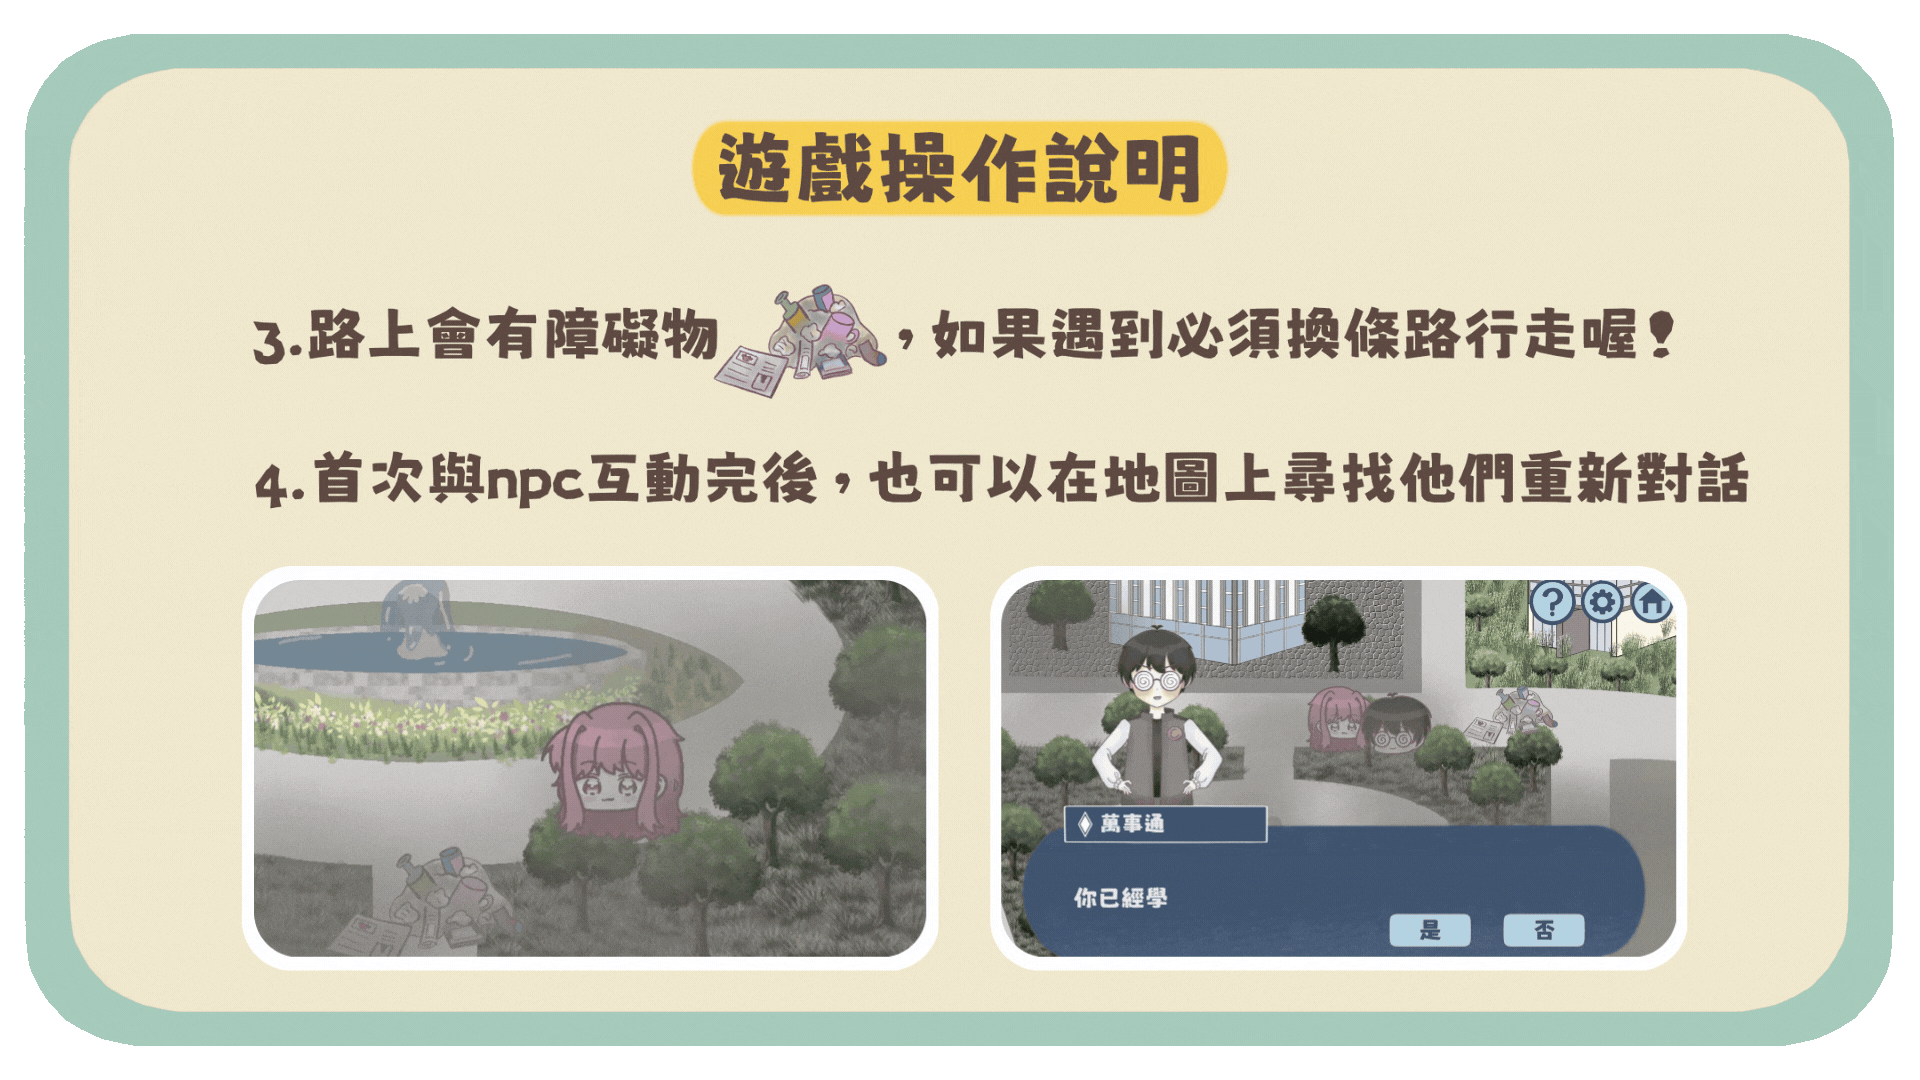 遊戲操作說明
3.路上會有障礙物，如果遇到必須換條路行走喔！
4.首次與npc互動完後，也可以在地圖上尋找他們重新對話
?
萬事通
你已經學
是 否